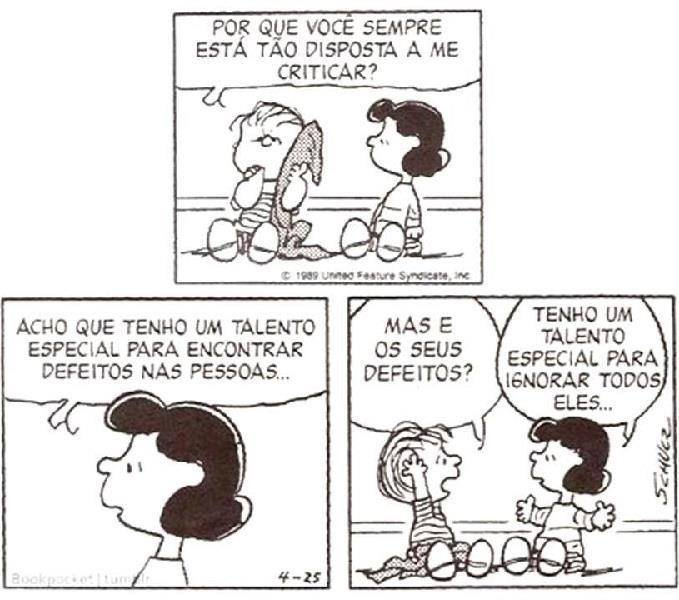 POR QUE VOCÊ SEMPRE
ESTÁ TÃO DISPOSTA A ME
CRITICAR?
© 1989 United Feature Syndicate, Inc
ACHO QUE TENHO UM TALENTO
ESPECIAL PARA ENCONTRAR
DEFEITOS NAS PESSOAS...
Bookpocket | tumblr
4-25
MAS E
OS SEUS
DEFEITOS?
TENHO UM
TALENTO
ESPECIAL PARA
IGNORAR TODOS
ELES...
SCHULZ